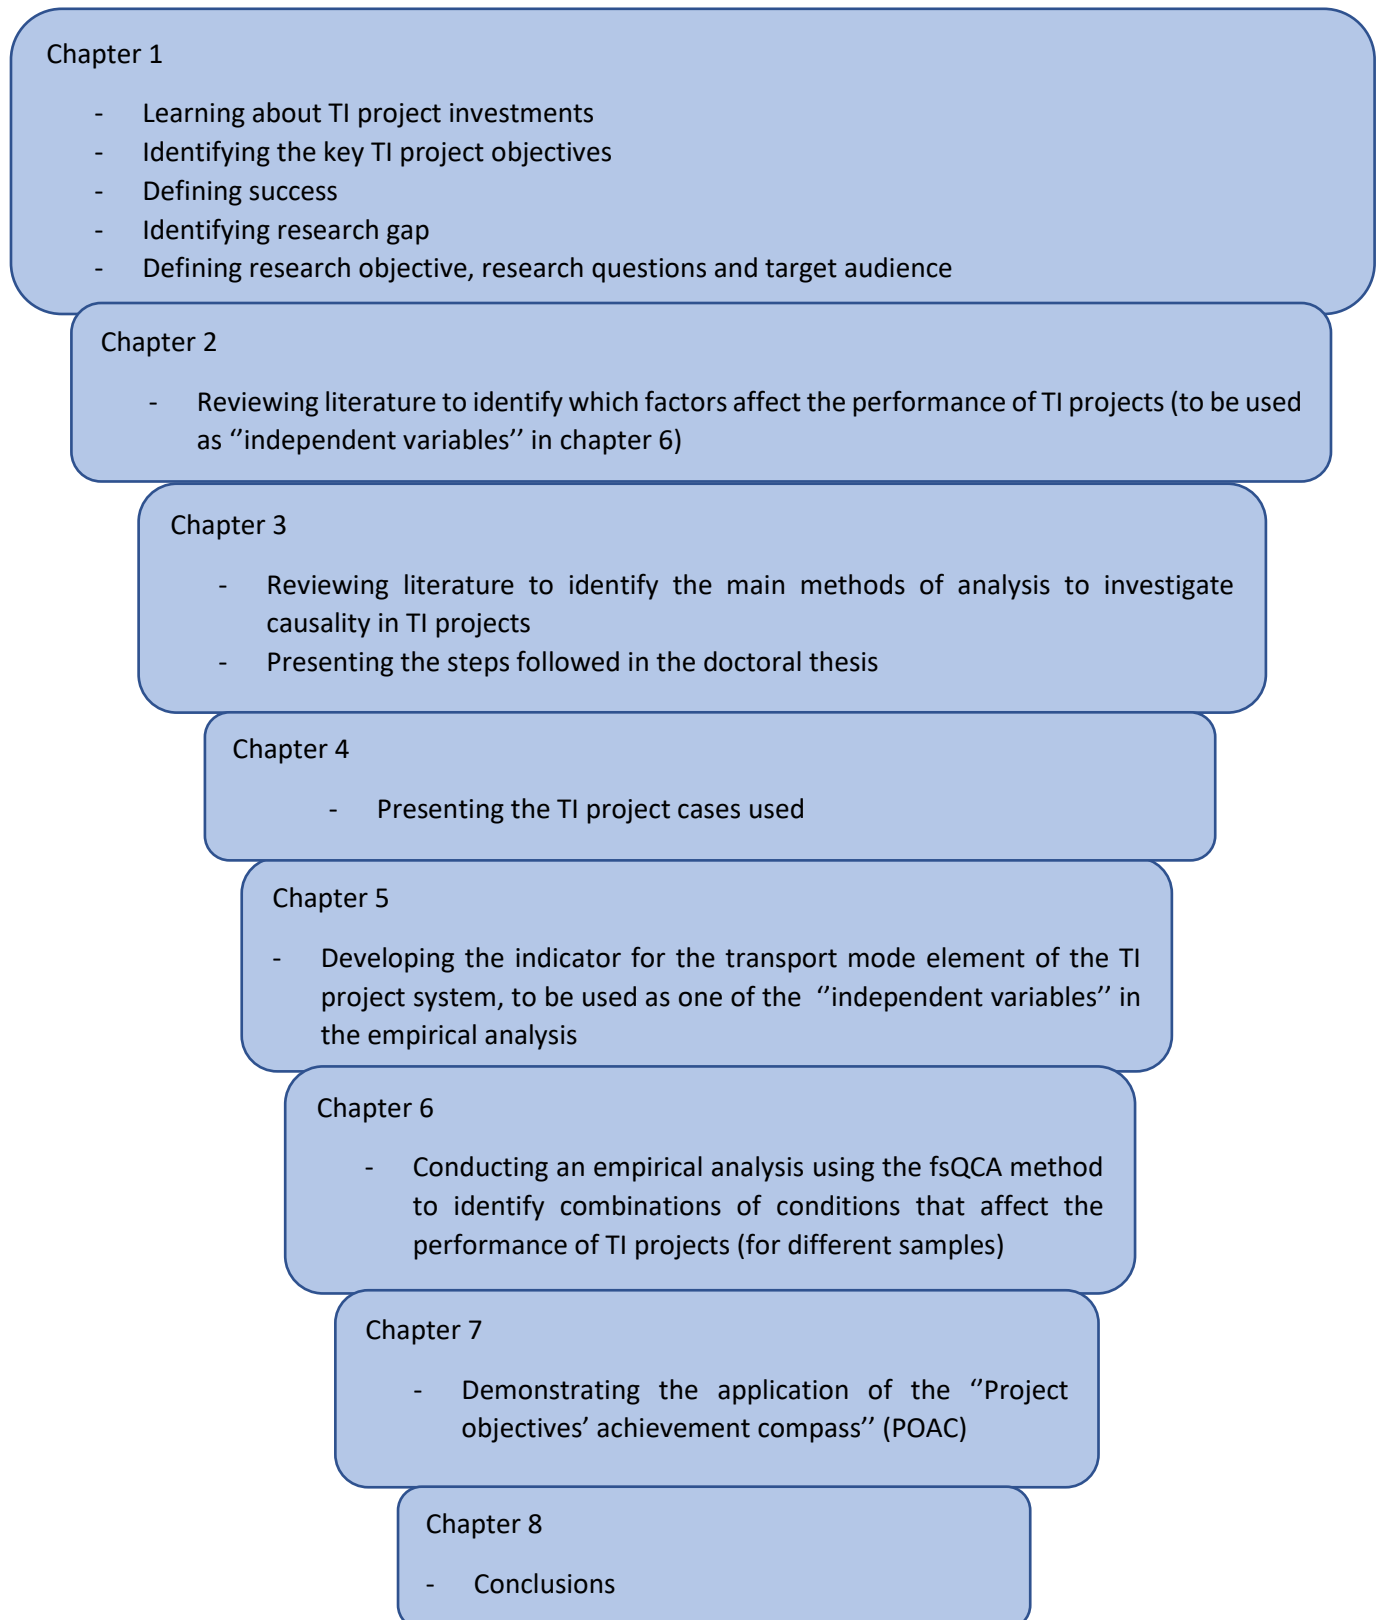 Chapter 1
- Learning about TI project investments
- Identifying the key TI project objectives
- Defining success
- Identifying research gap
- Defining research objective, research questions and target audience
Chapter 2
- Reviewing literature to identify which factors affect the performance of TI projects (to be used
as ‘’independent variables’’ in chapter 6)
Chapter 3
- Reviewing literature to identify the main methods of analysis to investigate
causality in TI projects
- Presenting the steps followed in the doctoral thesis
Chapter 4
- Presenting the TI project cases used
Chapter 5
- Developing the indicator for the transport mode element of the TI
project system, to be used as one of the ‘’independent variables’’ in
the empirical analysis
Chapter 6
- Conducting an empirical analysis using the fsQCA method
to identify combinations of conditions that affect the
performance of TI projects (for different samples)
Chapter 7
- Demonstrating the application of the ‘’Project
objectives’ achievement compass’’ (POAC)
Chapter 8
- Conclusions